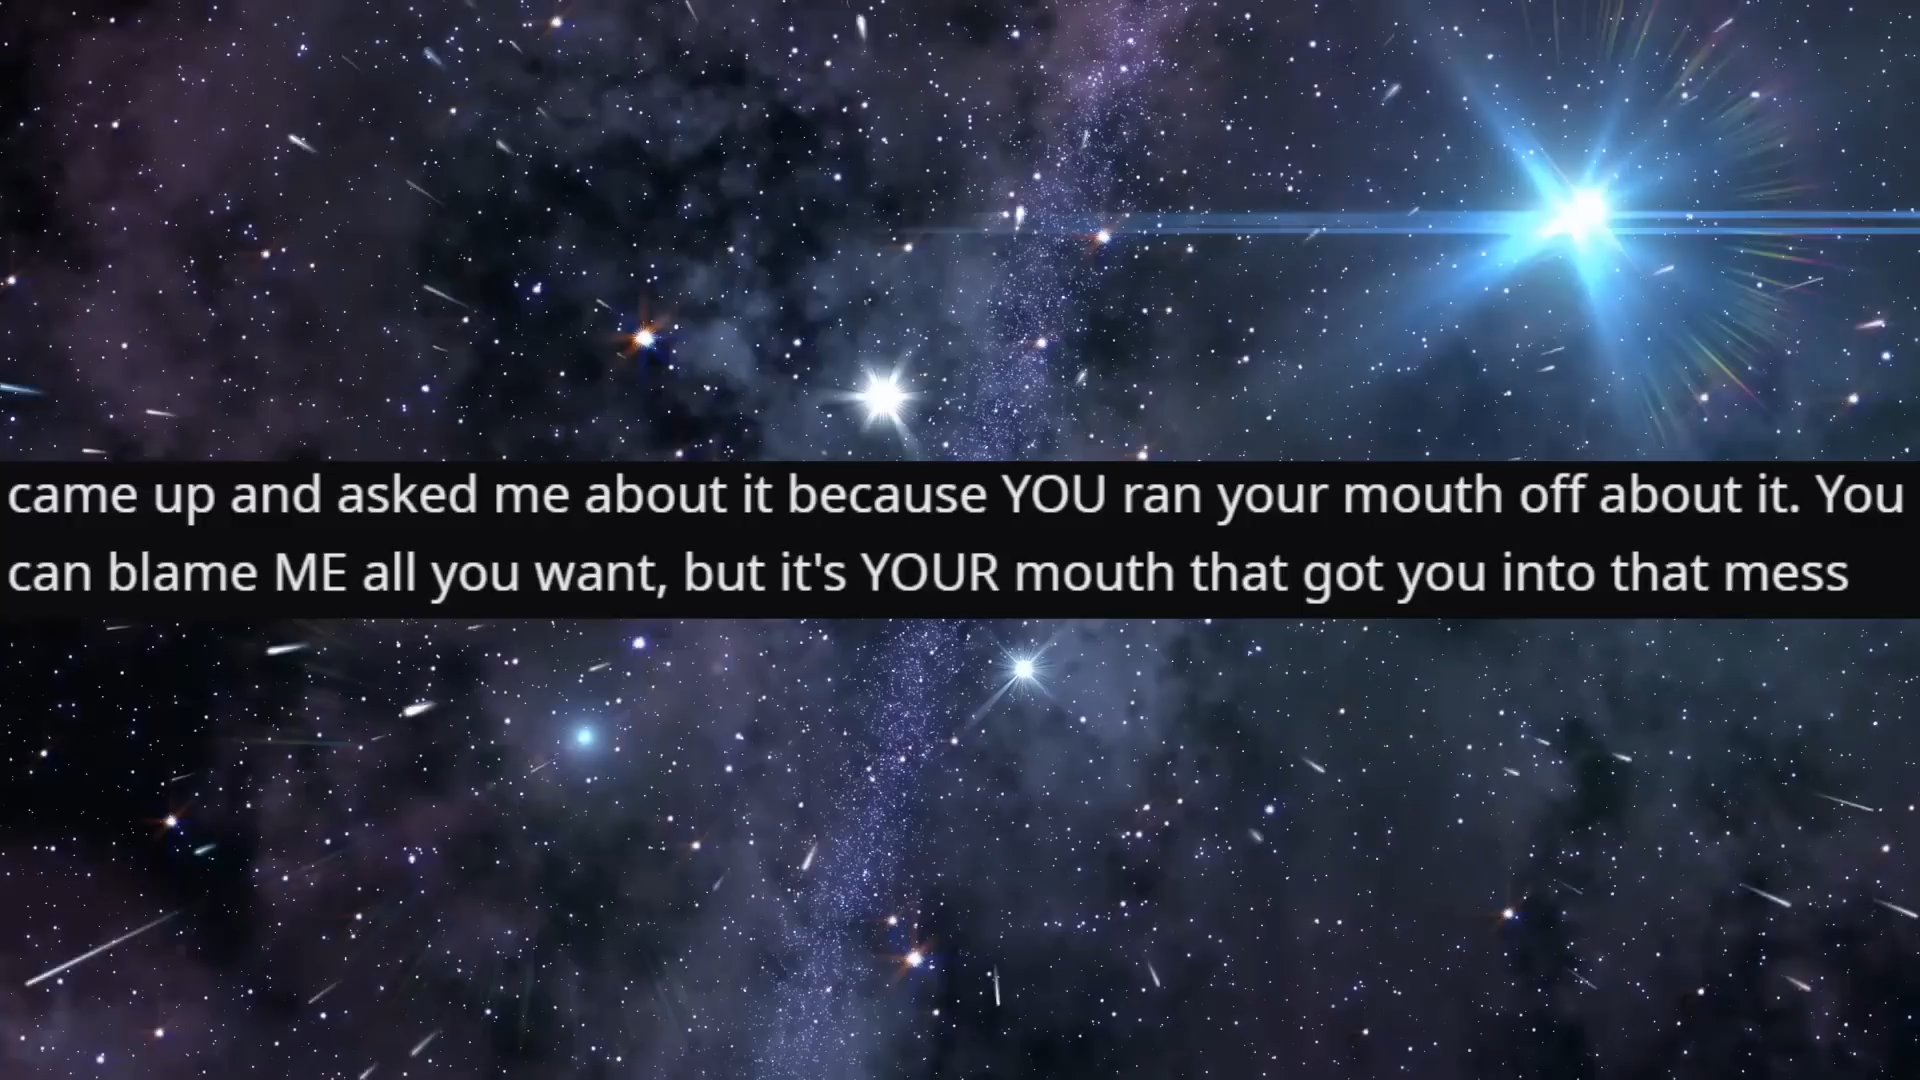 came up and asked me about it because YOU ran your mouth off about it. You
can blame ME all you want, but it's YOUR mouth that got you into that mess